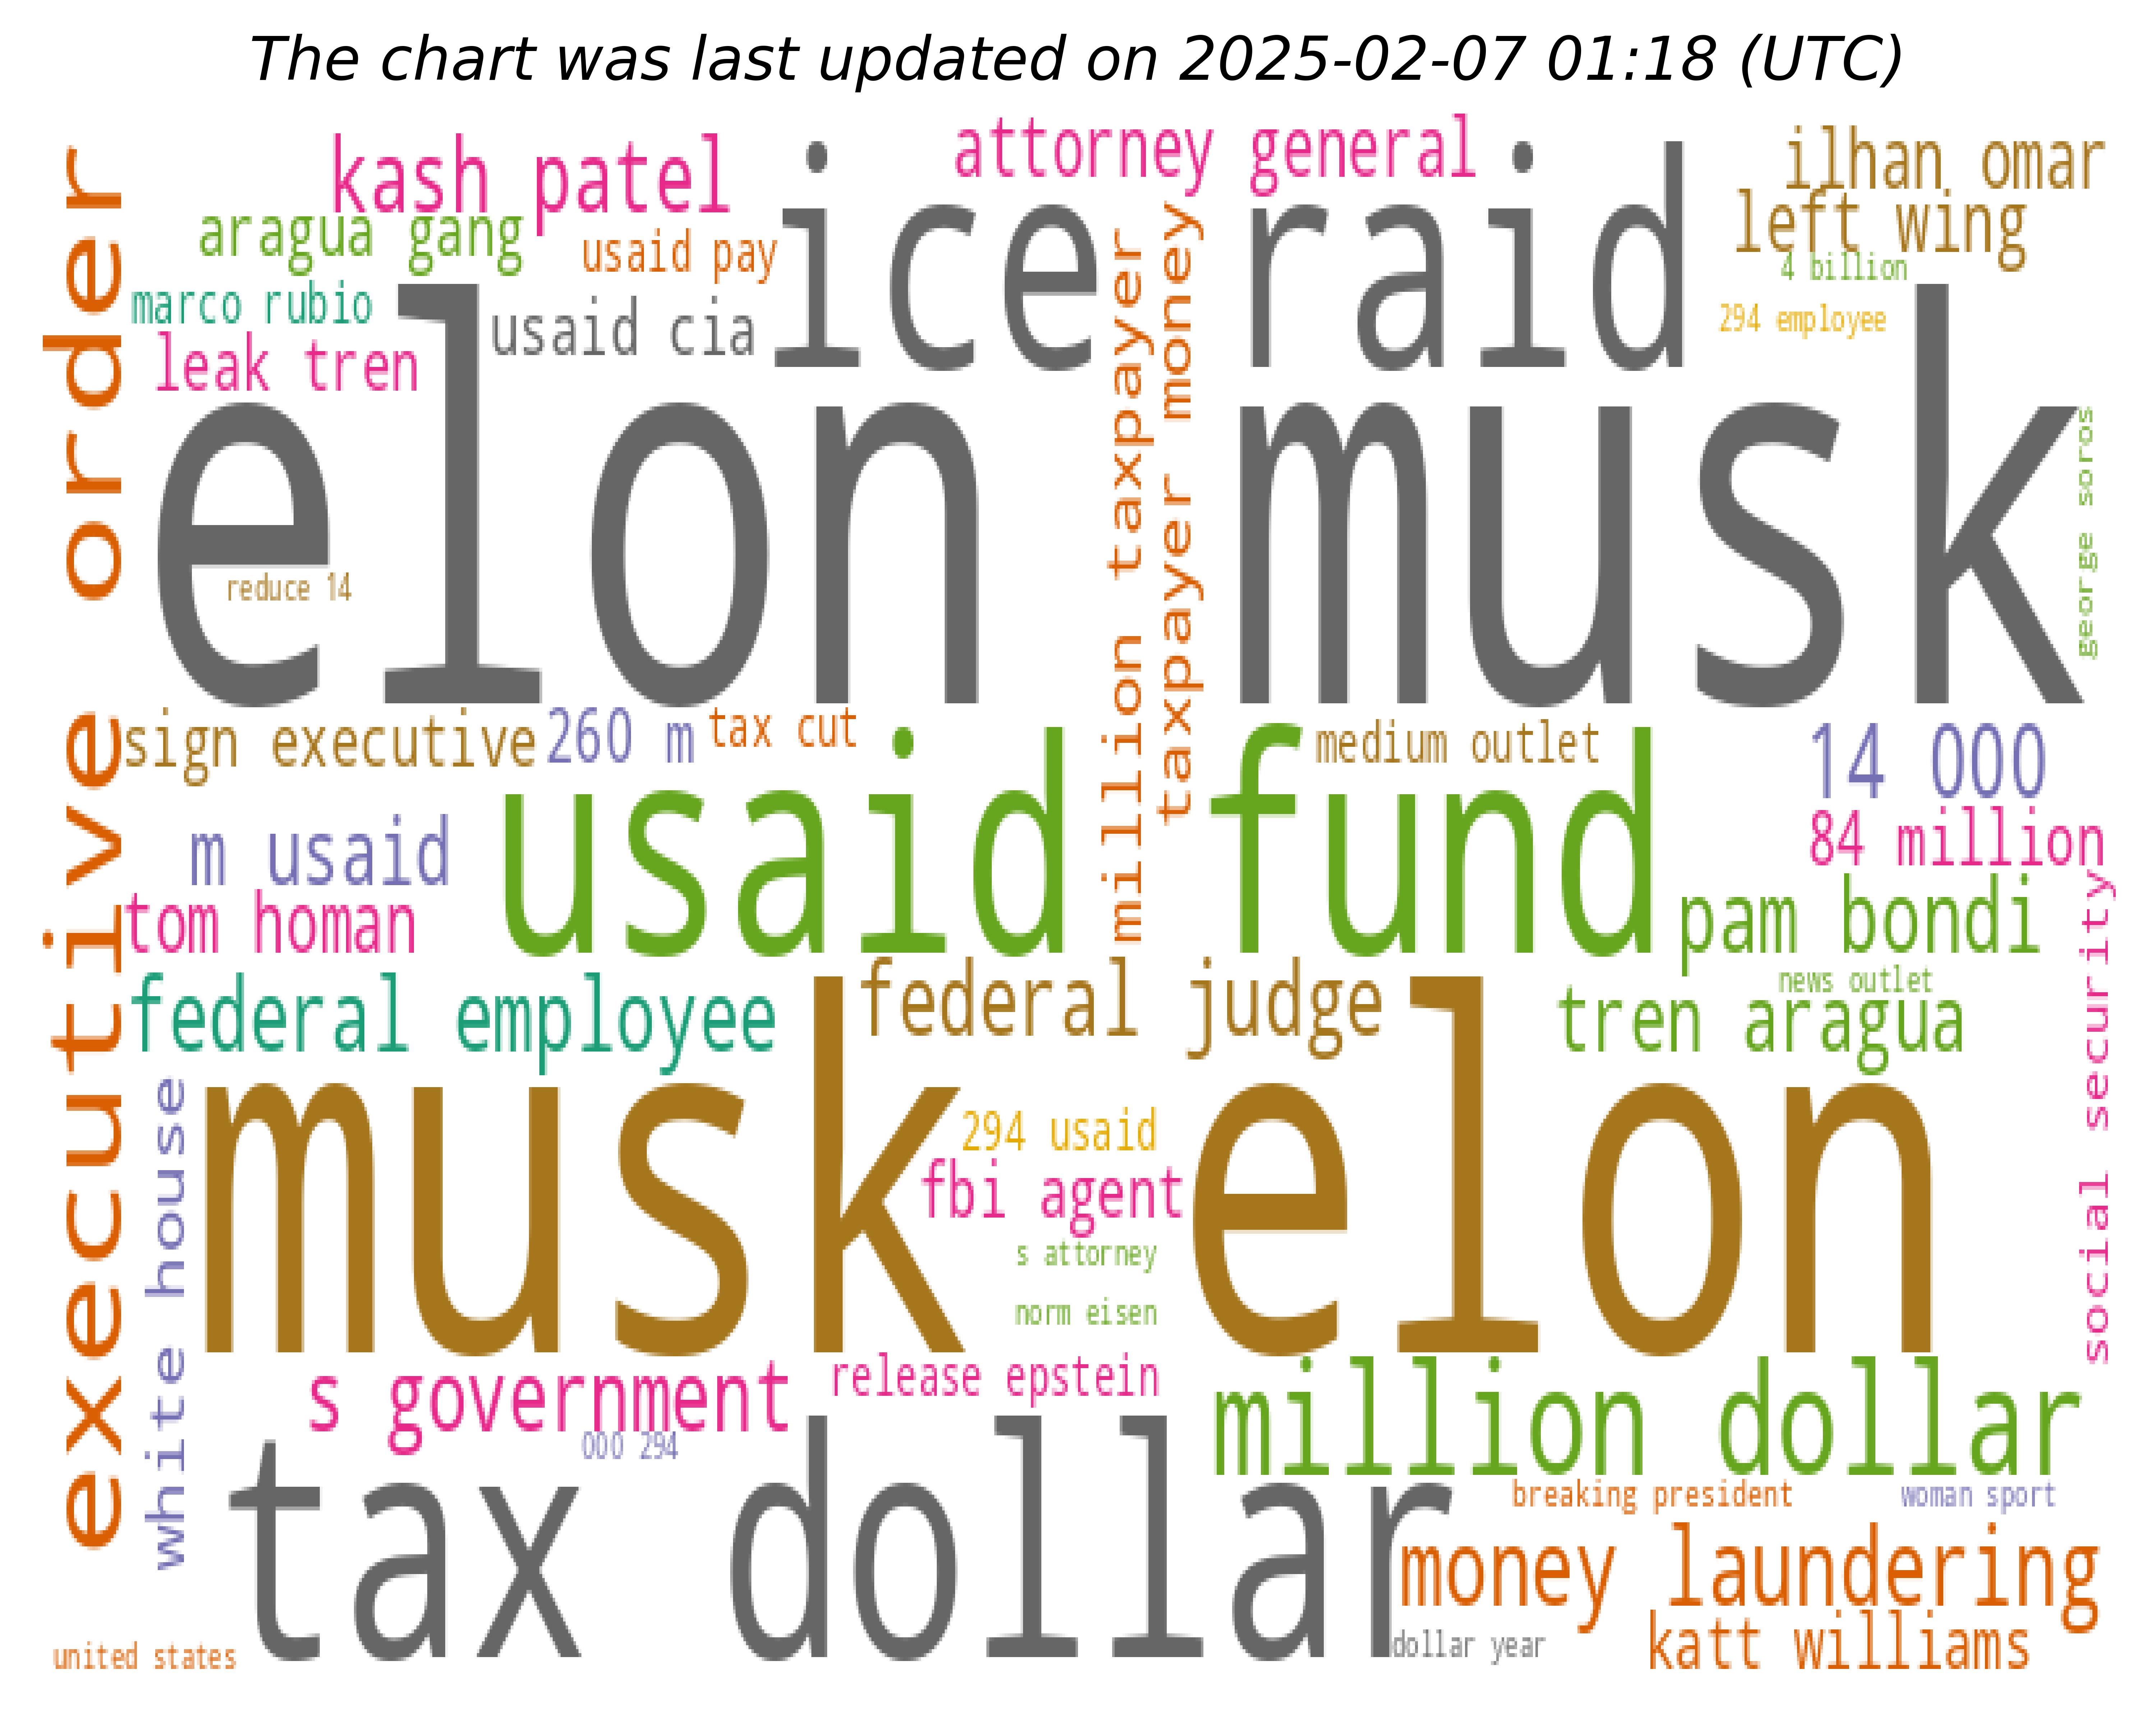 The chart was last updated on 2025-02-07 01:18 (UTC)
attorney general
kash patel
ice raid
ilhan omar
left wing
aragua gang
usaid pay
4 billion
marco rubio
usaid cia
294 employee
leak tren
executive order
million taxpayer
taxpayer money
elon musk
george soros
reduce 14
sign executive
260 m
tax cut
medium outlet
14 000
usaid fund
84 million
m usaid
tom homan
pam bondi
social security
federal employee
federal judge
news outlet
tren aragua
white house
musk elon
294 usaid
fbi agent
s attorney
norm eisen
s government
release epstein
million dollar
000 294
tax dollar
breaking president
woman sport
money laundering
united states
dollar year
katt williams